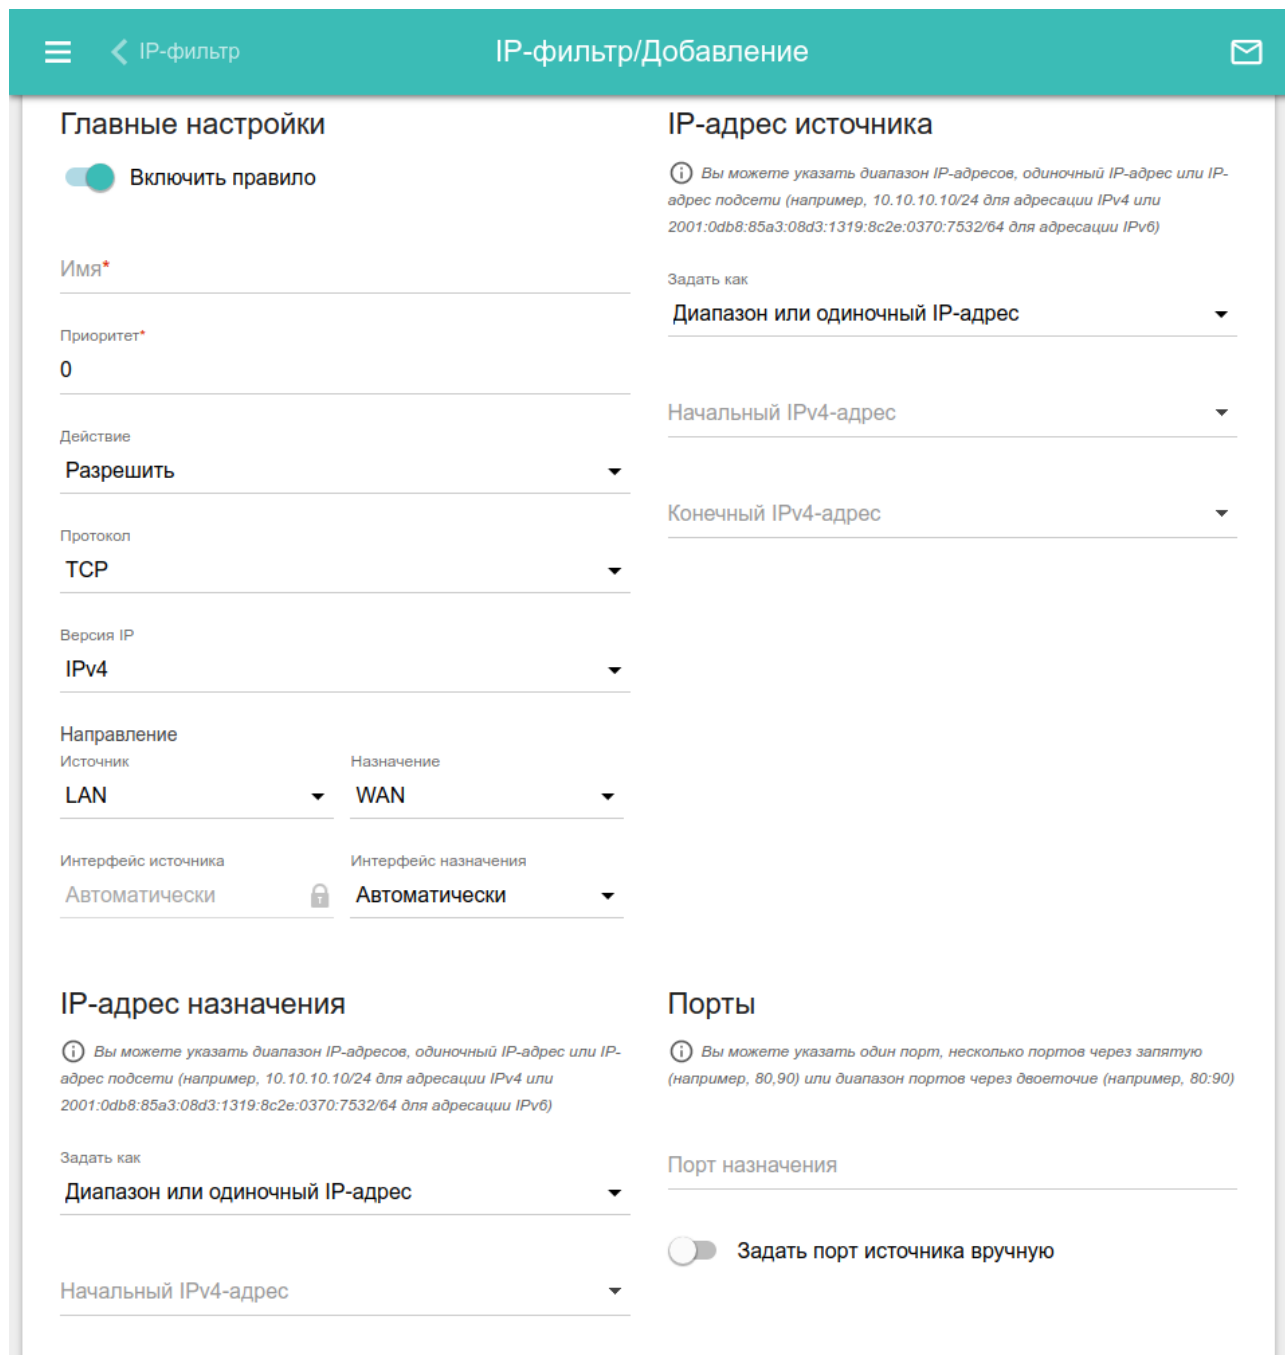 IP-фильтр
IP-фильтр/Добавление
Главные настройки
Включить правило
Имя*
Приоритет*
0
Действие
Разрешить
Протокол
TCP
Версия IP
IPv4
Направление
Источник
LAN
Назначение
WAN
Интерфейс источника
Автоматически
Интерфейс назначения
Автоматически
IP-адрес источника
Вы можете указать диапазон IP-адресов, одиночный IP-адрес или IP-
адрес подсети (например, 10.10.10.10/24 для адресации IPv4 или
2001:0db8:85a3:08d3:1319:8c2e:0370:7532/64 для адресации IPv6)
Задать как
Диапазон или одиночный IP-адрес
Начальный IPv4-адрес
Конечный IPv4-адрес
IP-адрес назначения
Вы можете указать диапазон IP-адресов, одиночный IP-адрес или IP-
адрес подсети (например, 10.10.10.10/24 для адресации IPv4 или
2001:0db8:85a3:08d3:1319:8c2e:0370:7532/64 для адресации IPv6)
Задать как
Диапазон или одиночный IP-адрес
Начальный IPv4-адрес
Порты
Вы можете указать один порт, несколько портов через запятую
(например, 80,90) или диапазон портов через двоеточие (например, 80:90)
Порт назначения
Задать порт источника вручную